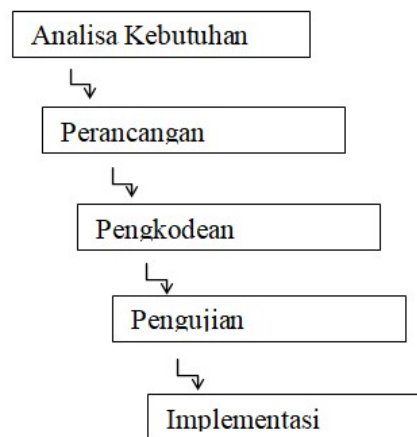 Analisa Kebutuhan
Perancangan
Pengkodean
Pengujian
Implementasi